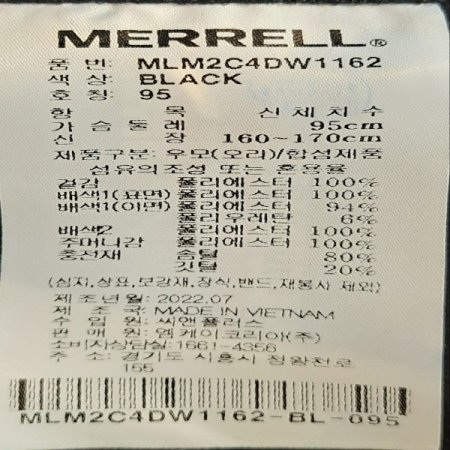 MERRELL®
품 번: MLM2C4DW1162
색 상: BLACK
호 칭: 95
항 목 신체치수
가슴둘레 95cm
신 장 160~170cm
제품구분: 우모(오리)/합성제품
섬유의 조성 또는 혼용율
겉감 폴리에스터 100%
배색1(표면) 폴리에스터 100%
배색1(이면) 폴리에스터 94%
폴리우레탄 6%
배색2 폴리에스터 100%
주머니감 폴리에스터 100%
충전재 솜털 80%
깃털 20%
(심지,상표,보강재,장식,밴드,재봉사 제외)
제조년월: 2022.07
제 조 국: MADE IN VIETNAM
수 입 원: 씨앤플러스
판 매 원: 엠케이코리아(주)
소비자상담실: 1661-4356
주 소: 경기도 시흥시 정왕천로
155
MLM2C4DW1162-BL-095